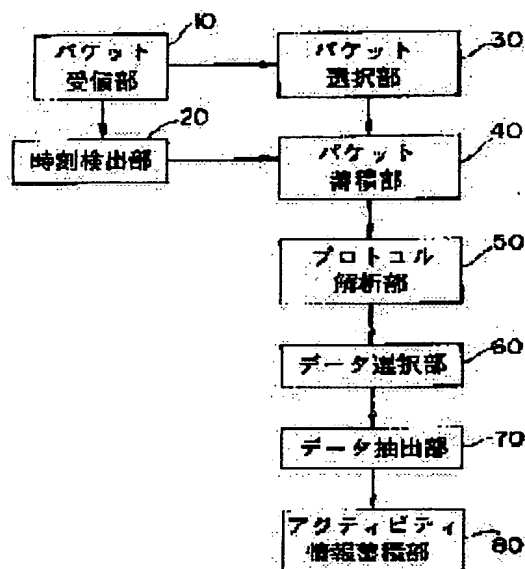 10
パケット
受信部
20
時刻検出部
30
パケット
選択部
40
パケット
蓄積部
50
プロトコル
解断部
60
データ選択部
70
データ抽出部
アクティビティ
情報蓄積部
80